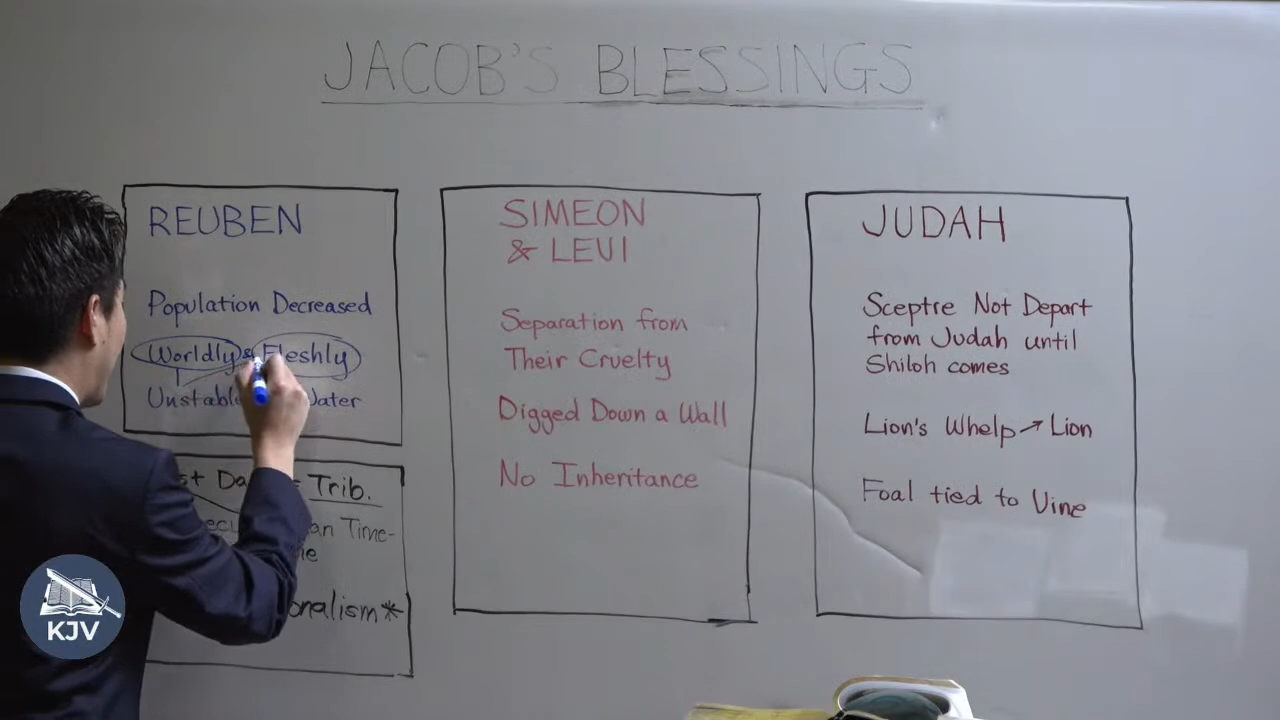 JACOB'S BLESSINGS
REUBEN
Population Decreased
Worldly & Fleshly
Unstable Water
Trib.
an Time-
SIMEON
& LEVI
Separation from
Their Cruelty
Digged Down a Wall
No Inheritance
JUDAH
Sceptre Not Depart
from Judah until
Shiloh comes
Lion's Whelp → Lion
Foal tied to Vine
KJV